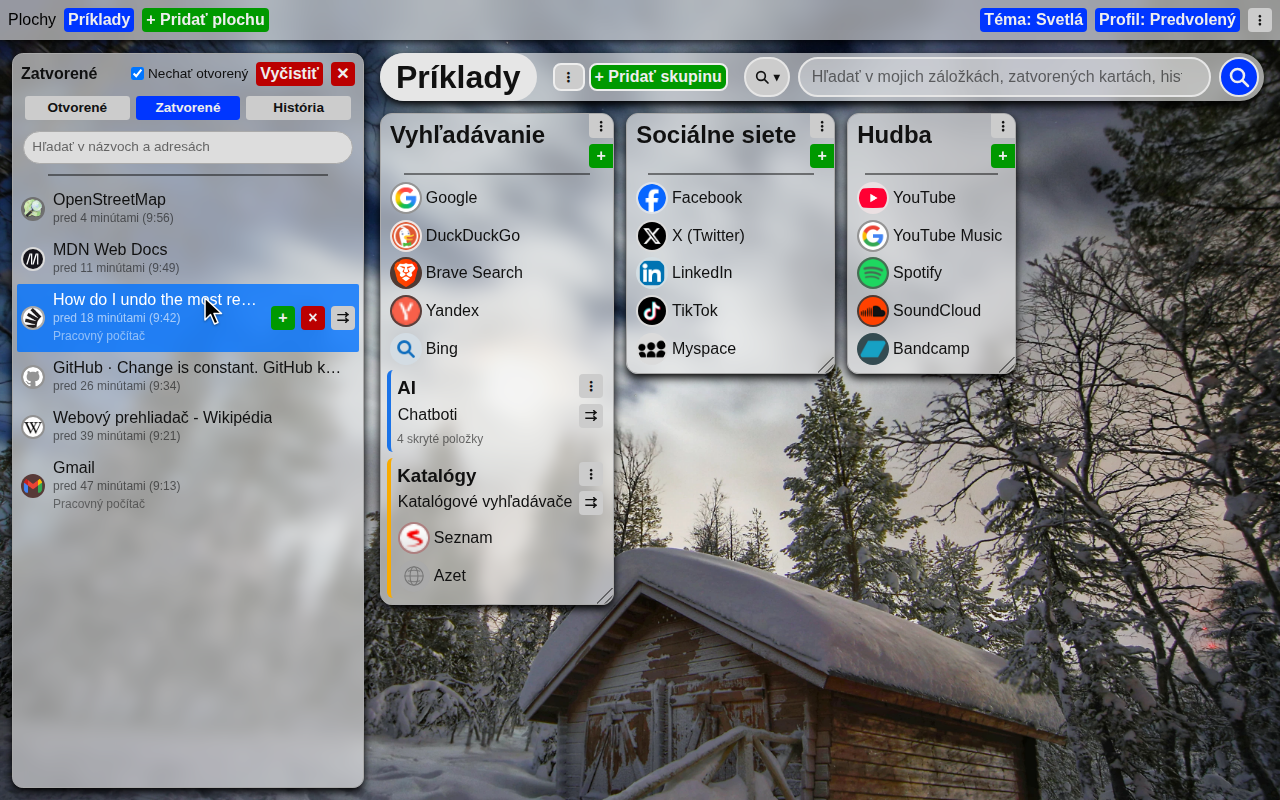 Plochy
Príklady
+ Pridať plochu
Téma: Svetlá
Profil: Predvolený
Zatvorené
Nechať otvorený
Vyčistiť
Otvorené
Zatvorené
História
Hľadať v názvoch a adresách
OpenStreetMap
pred 4 minútami (9:56)
MDN Web Docs
pred 11 minútami (9:49)
How do I undo the most re…
pred 18 minútami (9:42)
Pracovný počítač
GitHub · Change is constant. GitHub k…
pred 26 minútami (9:34)
Webový prehliadač - Wikipédia
pred 39 minútami (9:21)
Gmail
pred 47 minútami (9:13)
Pracovný počítač
Príklady
+ Pridať skupinu
Hľadať v mojich záložkách, zatvorených kartách, his
Vyhľadávanie
Google
DuckDuckGo
Brave Search
Yandex
Bing
AI
Chatboti
4 skryté položky
Katalógy
Katalógové vyhľadávače
Seznam
Azet
Sociálne siete
Facebook
X (Twitter)
LinkedIn
TikTok
Myspace
Hudba
YouTube
YouTube Music
Spotify
SoundCloud
Bandcamp